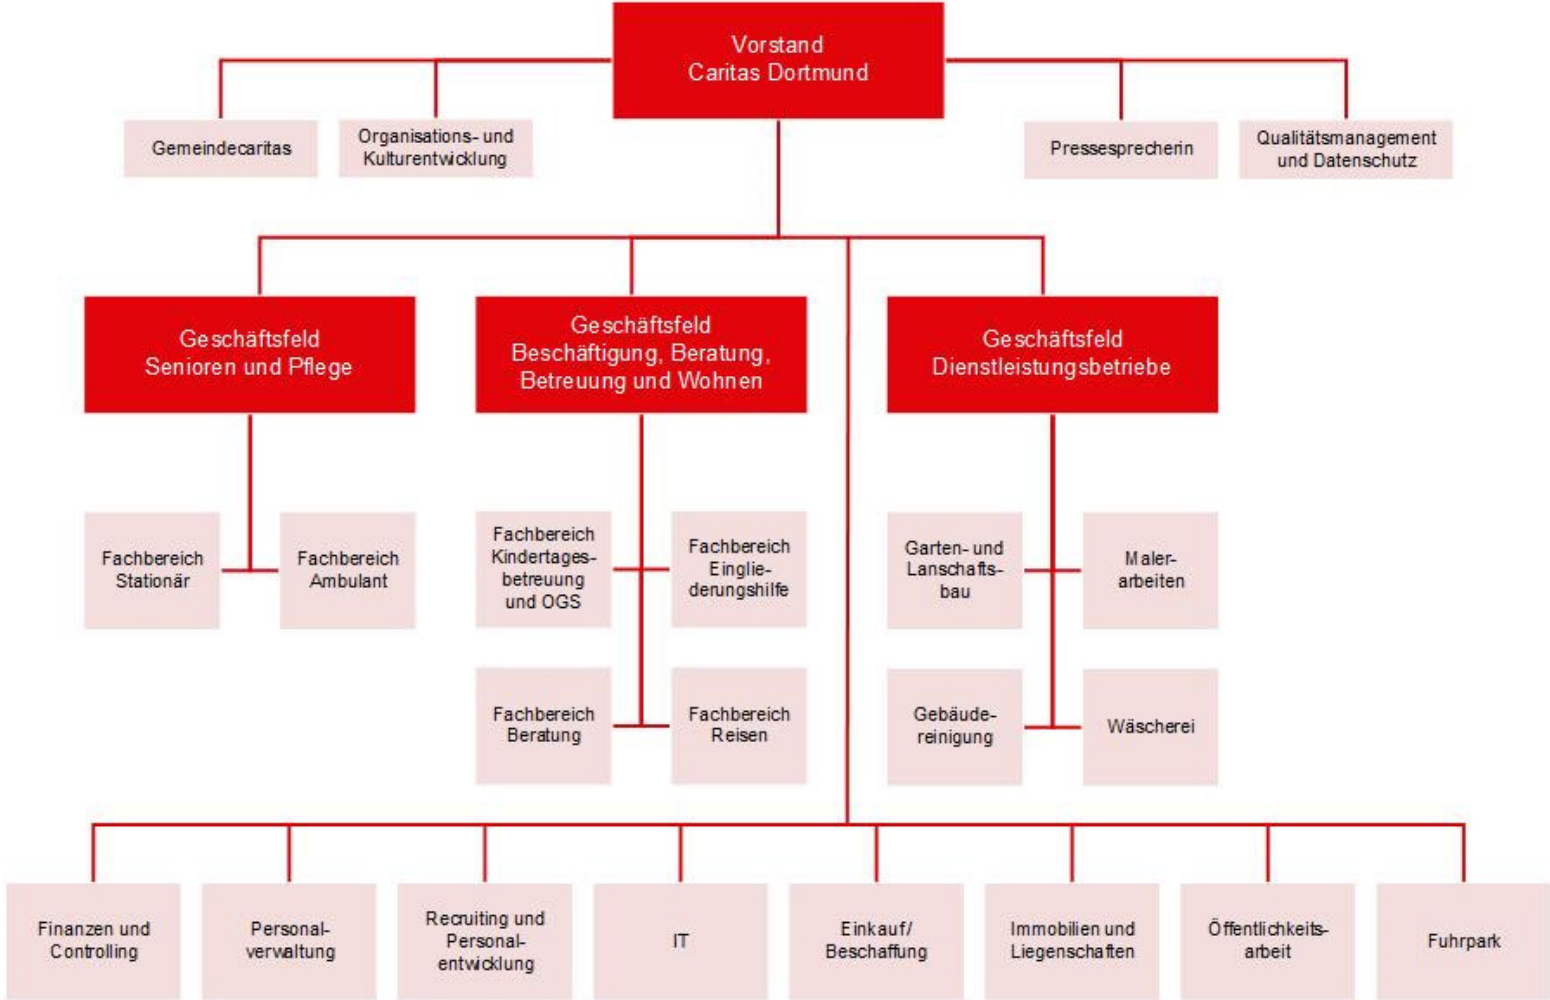 Vorstand
Caritas Dortmund
Gemeindecaritas
Organisations- und
Kulturentwicklung
Pressesprecherin
Qualitätsmanagement
und Datenschutz
Geschäftsfeld
Senioren und Pflege
Geschäftsfeld
Beschäftigung, Beratung,
Betreuung und Wohnen
Geschäftsfeld
Dienstleistungsbetriebe
Fachbereich
Stationär
Fachbereich
Ambulant
Fachbereich
Kindertages-
betreuung
und OGS
Fachbereich
Einglie-
derungshilfe
Garten- und
Lanschafts-
bau
Maler-
arbeiten
Fachbereich
Beratung
Fachbereich
Reisen
Gebäude-
reinigung
Wäscherei
Finanzen und
Controlling
Personal-
verwaltung
Recruiting und
Personal-
entwicklung
IT
Einkauf/
Beschaffung
Immobilien und
Liegenschaften
Öffentlichkeits-
arbeit
Fuhrpark